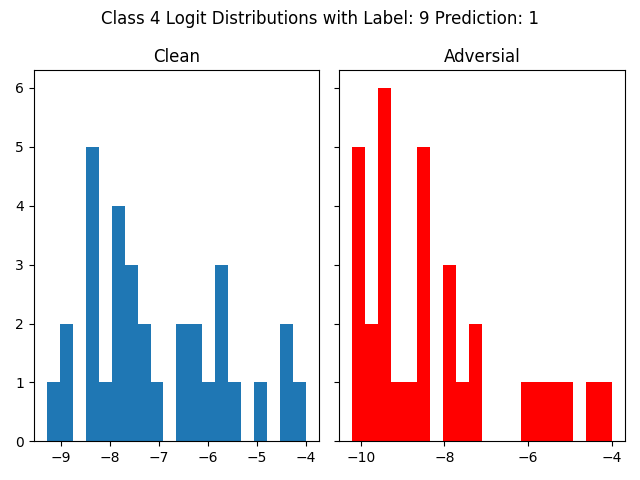 Class 4 Logit Distributions with Label: 9 Prediction: 1
Clean
Adversial
6
5
4
3
2
1
0
−9 −8 −7 −6 −5 −4
−10 −8 −6 −4